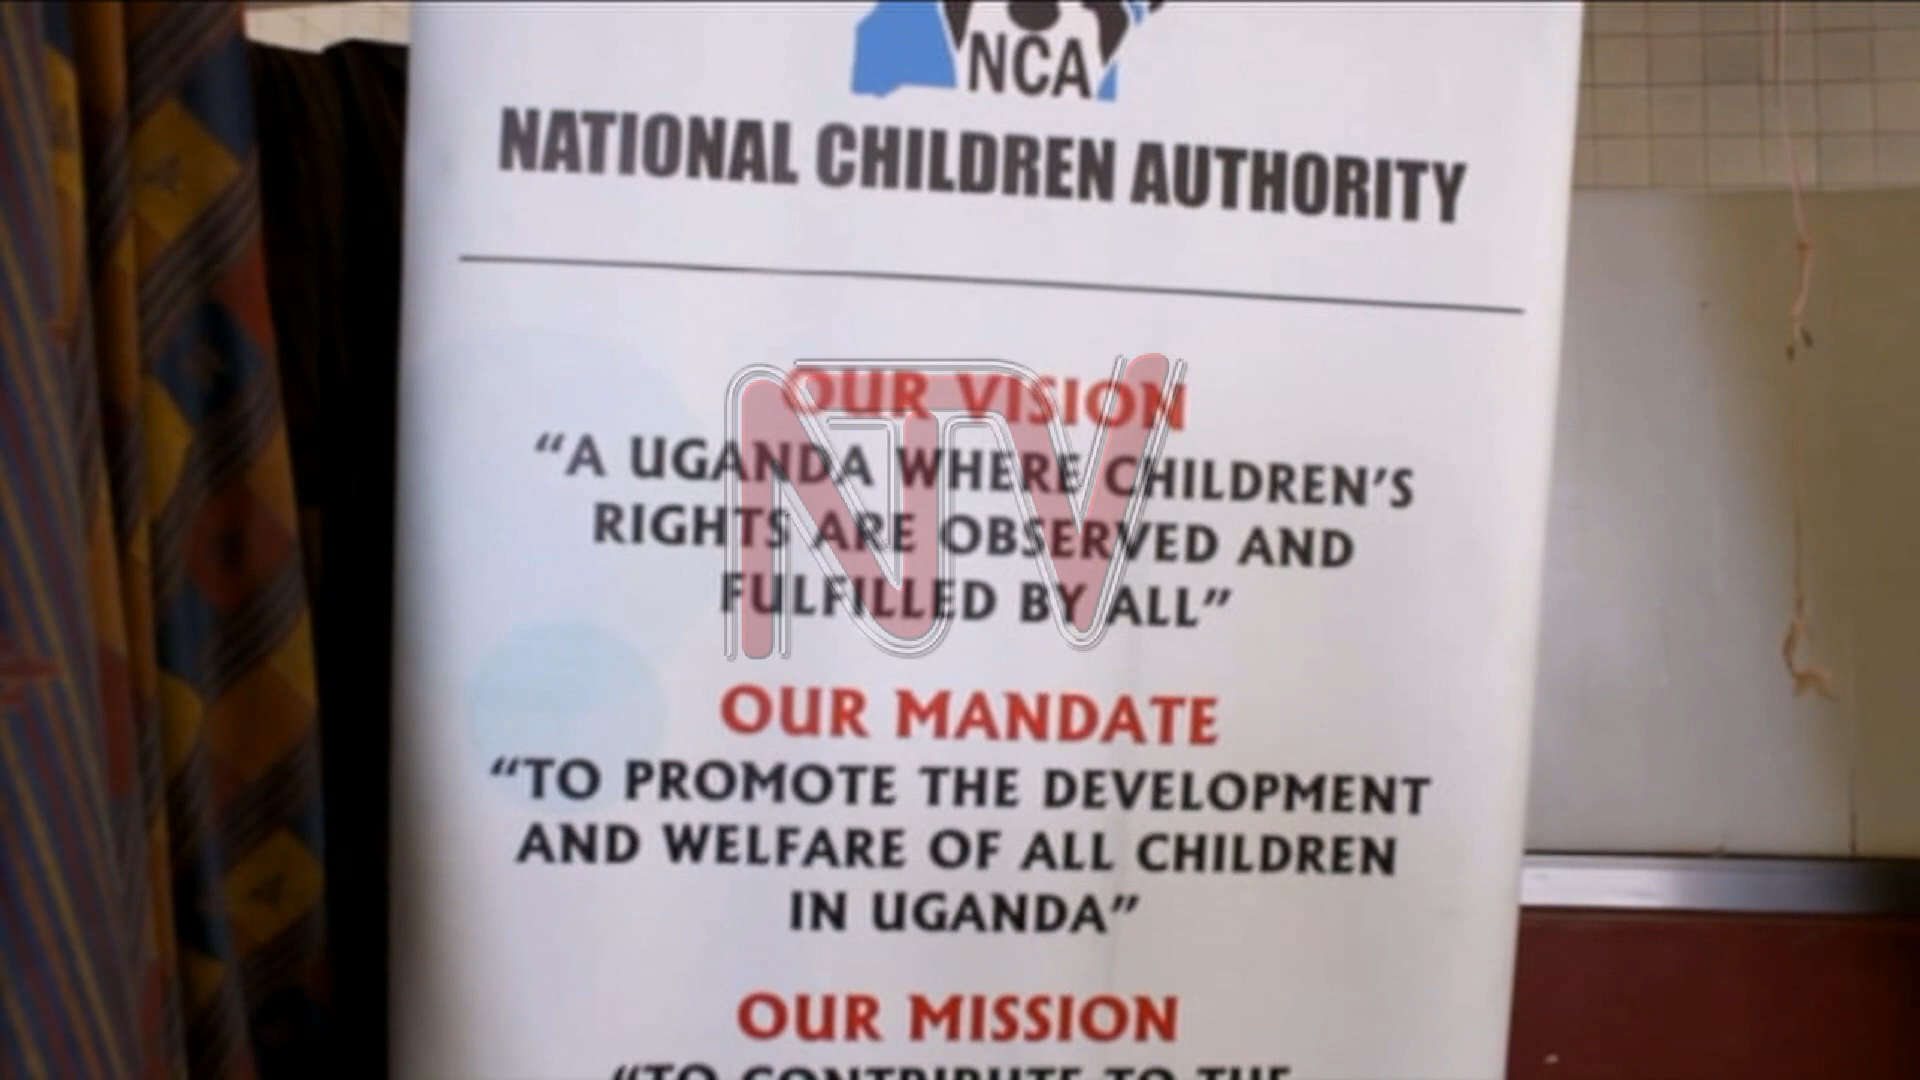 NCA
NATIONAL CHILDREN AUTHORITY
OUR VISION
“A UGANDA WHERE CHILDREN’S
RIGHTS ARE OBSERVED AND
FULFILLED BY ALL”
NTV
OUR MANDATE
“TO PROMOTE THE DEVELOPMENT
AND WELFARE OF ALL CHILDREN
IN UGANDA”
OUR MISSION
“TO CONTRIBUTE TO THE